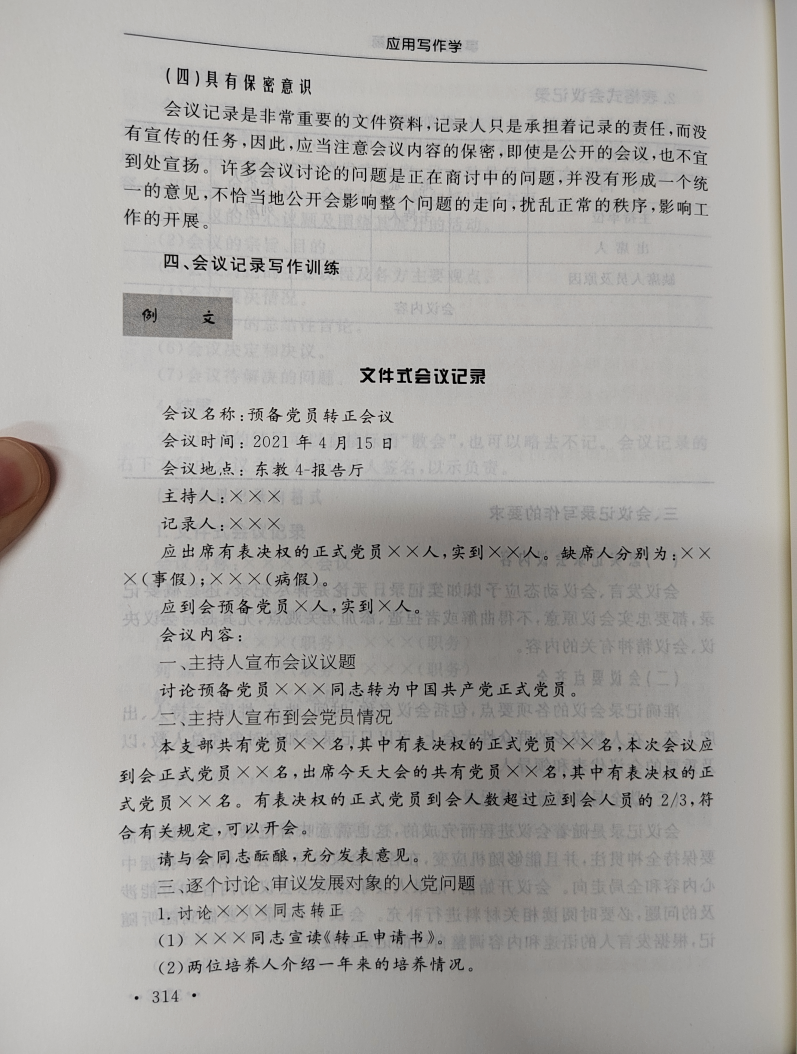 应用写作学
(四)具有保密意识
会议记录是非常重要的文件资料,记录人只是承担着记录的责任,而没
有宣传的任务,因此,应当注意会议内容的保密,即使是公开的会议,也不宜
到处宣扬。许多会议讨论的问题是正在商讨中的问题,并没有形成一个统
一的意见,不恰当地公开会影响整个问题的走向,扰乱正常的秩序,影响工
作的开展。
四、会议记录写作训练
例 文
文件式会议记录
会议名称:预备党员转正会议
会议时间:2021年4月15日
会议地点:东教4-报告厅
主持人:×××
记录人:×××
应出席有表决权的正式党员××人,实到××人。缺席人分别为:××
×(事假);×××(病假)。
应到会预备党员×人,实到×人。
会议内容:
一、主持人宣布会议议题
讨论预备党员×××同志转为中国共产党正式党员。
二、主持人宣布到会党员情况
本支部共有党员××名,其中有表决权的正式党员××名,本次会议应
到会正式党员××名,出席今天大会的共有党员××名,其中有表决权的正
式党员××名。有表决权的正式党员到会人数超过应到会人员的2/3,符
合有关规定,可以开会。
请与会同志酝酿,充分发表意见。
三、逐个讨论、审议发展对象的入党问题
1.讨论×××同志转正
(1)×××同志宣读《转正申请书》。
(2)两位培养人介绍一年来的培养情况。
·314·